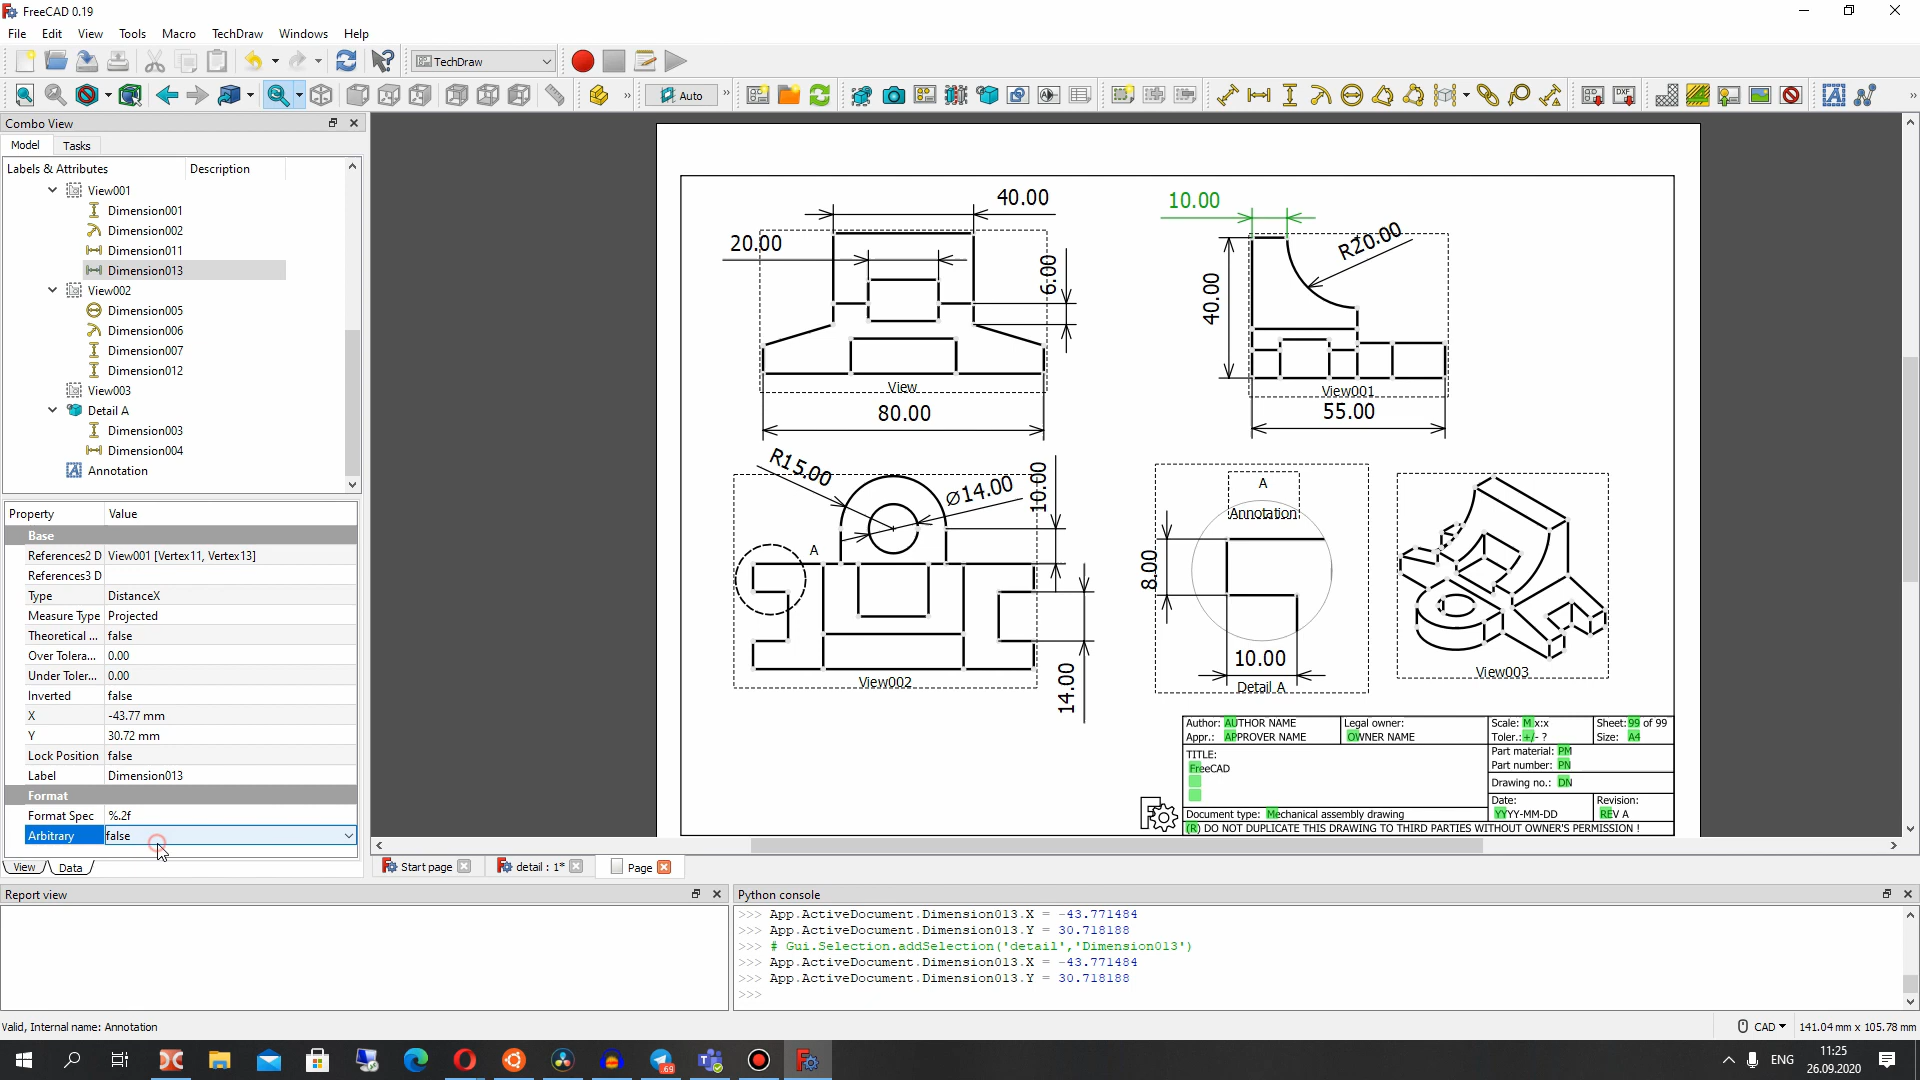 FreeCAD 0.19
File Edit View Tools Macro TechDraw Windows Help
TechDraw
Auto
Combo View
Model Tasks
Labels & Attributes Description
View001
Dimension001
Dimension002
Dimension011
Dimension013
View002
Dimension005
Dimension006
Dimension007
Dimension012
View003
Detail A
Dimension003
Dimension004
Annotation
Property Value
Base
References2 D View001 [Vertex11, Vertex13]
References3 D
Type DistanceX
Measure Type Projected
Theoretical ... false
Over Tolera... 0.00
Under Toler... 0.00
Inverted false
X -43.77 mm
Y 30.72 mm
Lock Position false
Label Dimension013
Format
Format Spec %.2f
Arbitrary false
View Data
40.00
20.00
6.00
View
80.00
10.00
R20.00
40.00
View001
55.00
R15.00
⌀14.00
10.00
A
14.00
View002
A
Annotation
8.00
10.00
Detail A
View003
Author: AUTHOR NAME
Appr.: APPROVER NAME
Legal owner:
OWNER NAME
Scale: M x:x
Toler.: +/- ?
Sheet: 99 of 99
Size: A4
TITLE:
FreeCAD
Part material: PM
Part number: PN
Drawing no.: DN
Date:
YYYY-MM-DD
Revision:
REV A
Document type: Mechanical assembly drawing
(R) DO NOT DUPLICATE THIS DRAWING TO THIRD PARTIES WITHOUT OWNER'S PERMISSION !
Start page detail : 1* Page
Report view
Python console
>>> App.ActiveDocument.Dimension013.X = -43.771484
>>> App.ActiveDocument.Dimension013.Y = 30.718188
>>> # Gui.Selection.addSelection('detail','Dimension013')
>>> App.ActiveDocument.Dimension013.X = -43.771484
>>> App.ActiveDocument.Dimension013.Y = 30.718188
>>>
Valid, Internal name: Annotation
CAD 141.04 mm x 105.78 mm
DXF
69
ENG
11:25
26.09.2020